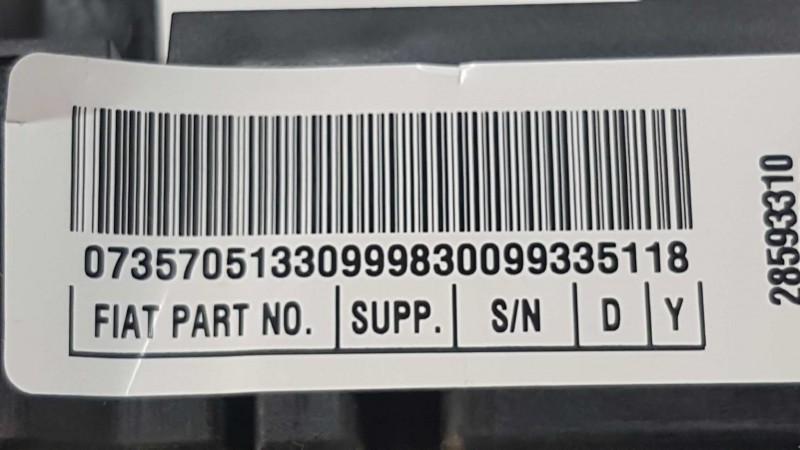 07357051330999830099335118
FIAT PART NO. SUPP. S/N D Y
28593310